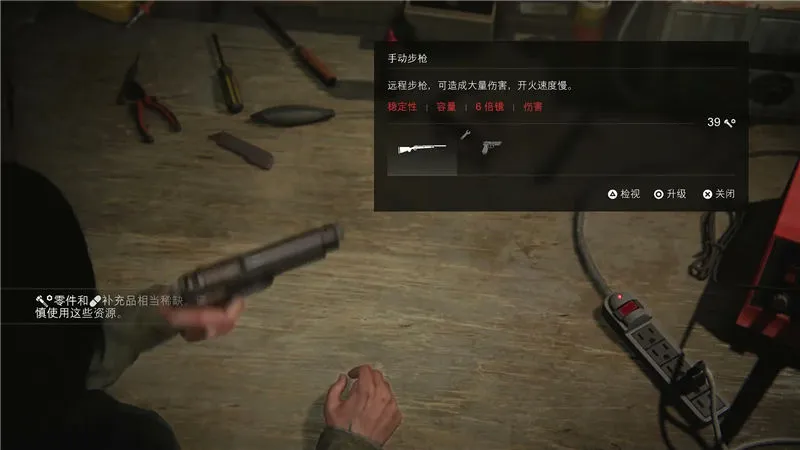 手动步枪
远程步枪，可造成大量伤害，开火速度慢。
稳定性 | 容量 | 6 倍镜 | 伤害
39
检视 升级 关闭
零件和补充品相当稀缺，
慎使用这些资源。